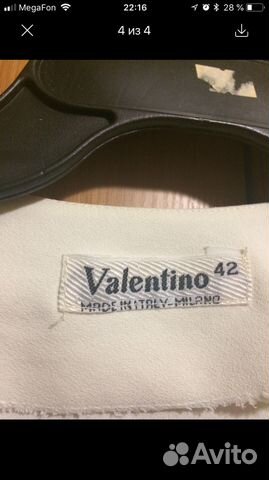 MegaFon 22:16 28 %
4 из 4
Valentino 42
MADE IN ITALY-MILANO
Avito